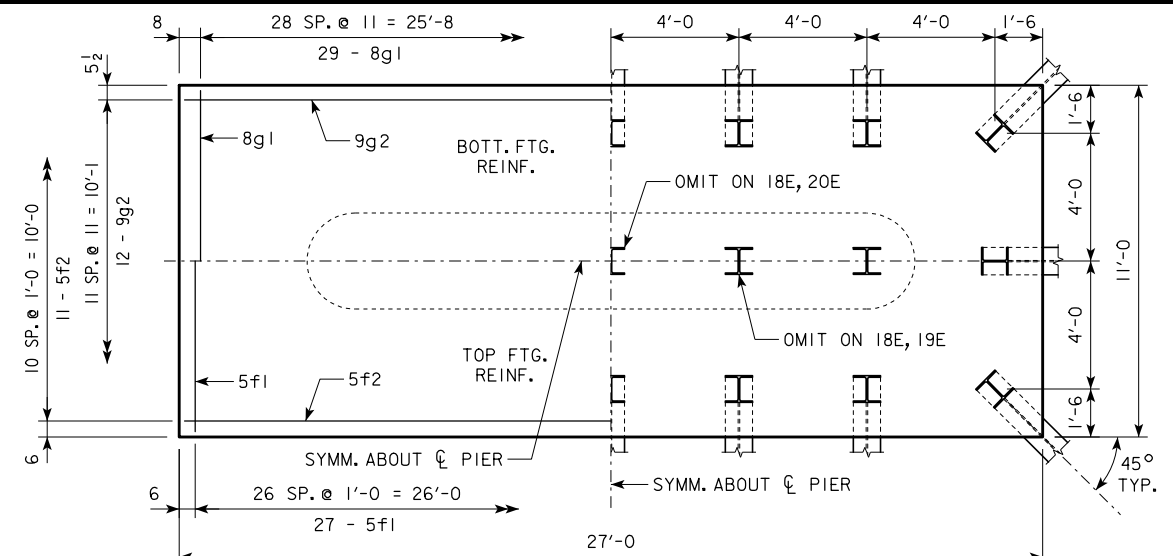 8
28 SP. @ 11 = 25'-8
29 - 8g1
4'-0
4'-0
4'-0
1'-6
5 1/2
8g1
9g2
BOTT. FTG.
REINF.
OMIT ON 18E, 20E
1'-6
4'-0
4'-0
1'-6
11'-0
10 SP. @ 1'-0 = 10'-0
11 - 5f2
11 SP. @ 11 = 10'-1
12 - 9g2
OMIT ON 18E, 19E
TOP FTG.
REINF.
5f1
5f2
6
SYMM. ABOUT ℄ PIER
SYMM. ABOUT ℄ PIER
45°
TYP.
6
26 SP. @ 1'-0 = 26'-0
27 - 5f1
27'-0